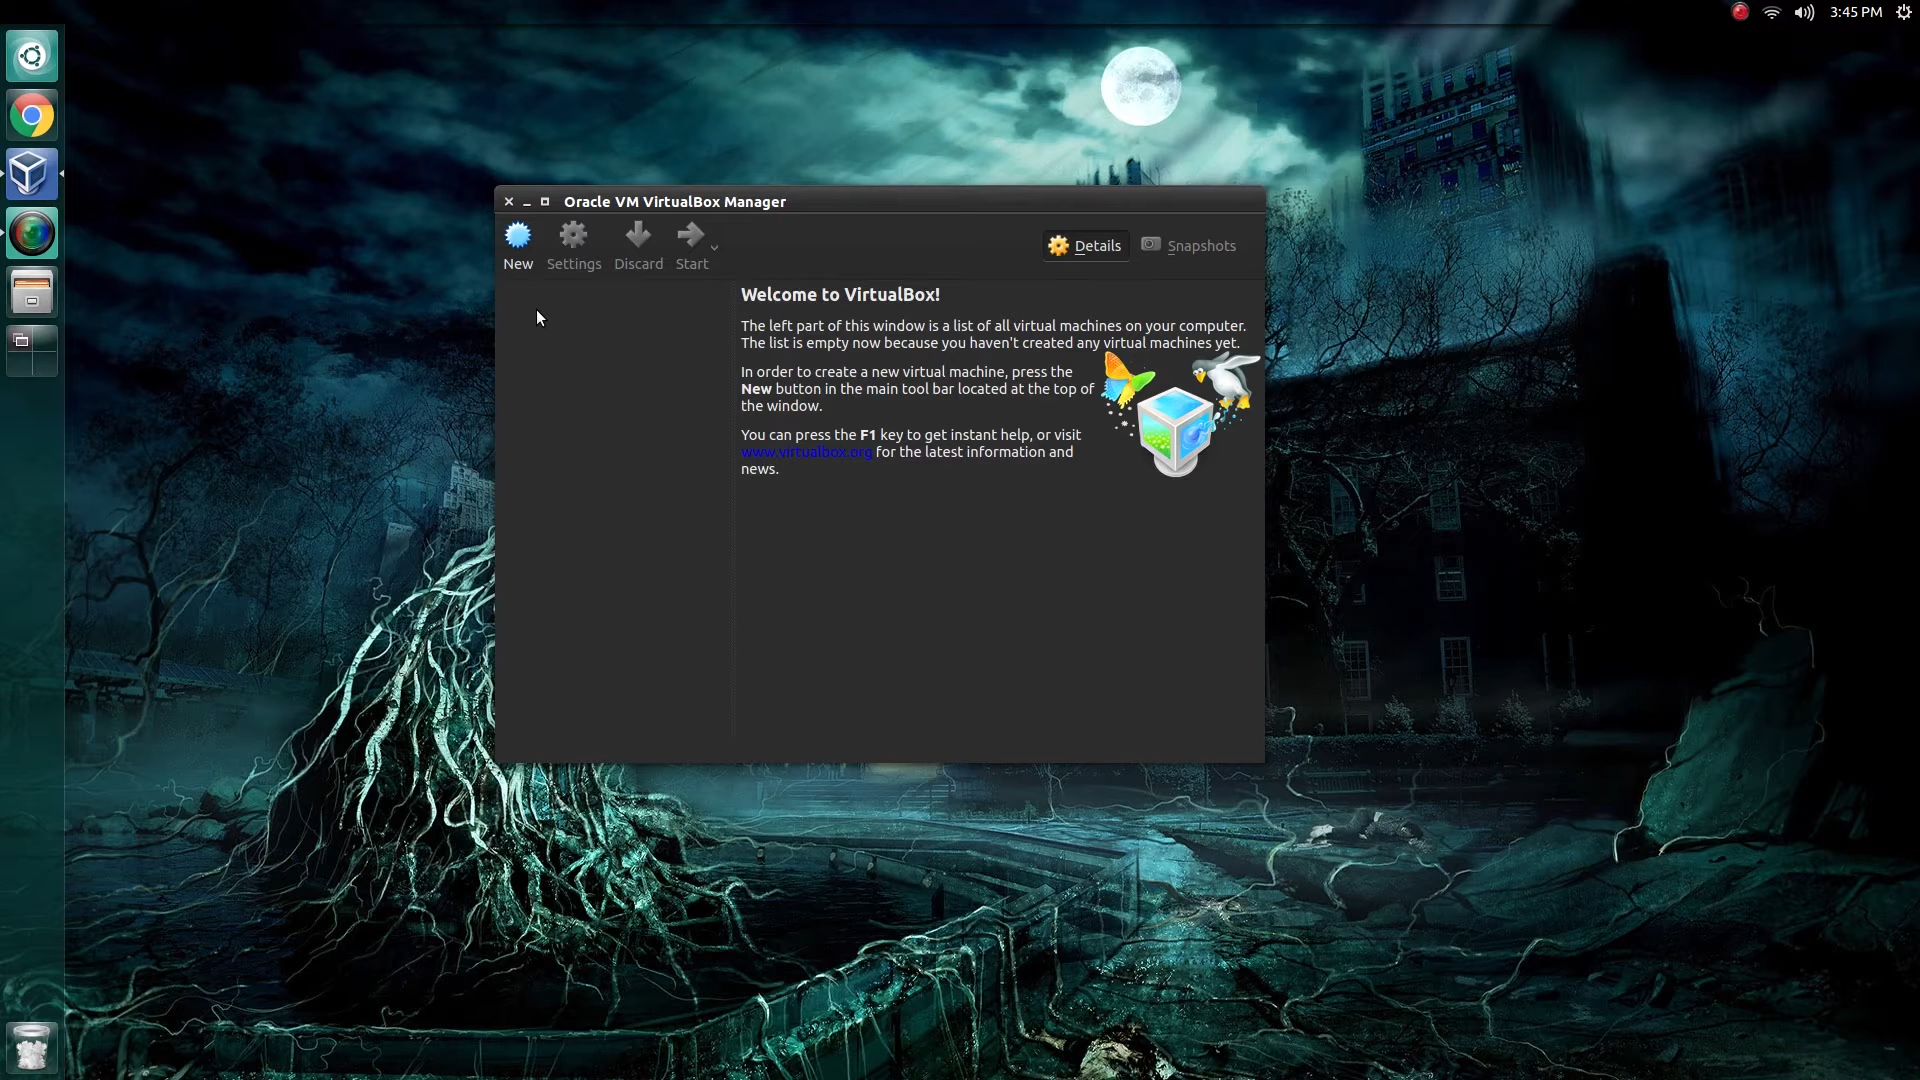 3:45 PM
Oracle VM VirtualBox Manager
New Settings Discard Start
Details Snapshots
Welcome to VirtualBox!
The left part of this window is a list of all virtual machines on your computer.
The list is empty now because you haven't created any virtual machines yet.
In order to create a new virtual machine, press the
New button in the main tool bar located at the top of
the window.
You can press the F1 key to get instant help, or visit
www.virtualbox.org for the latest information and
news.